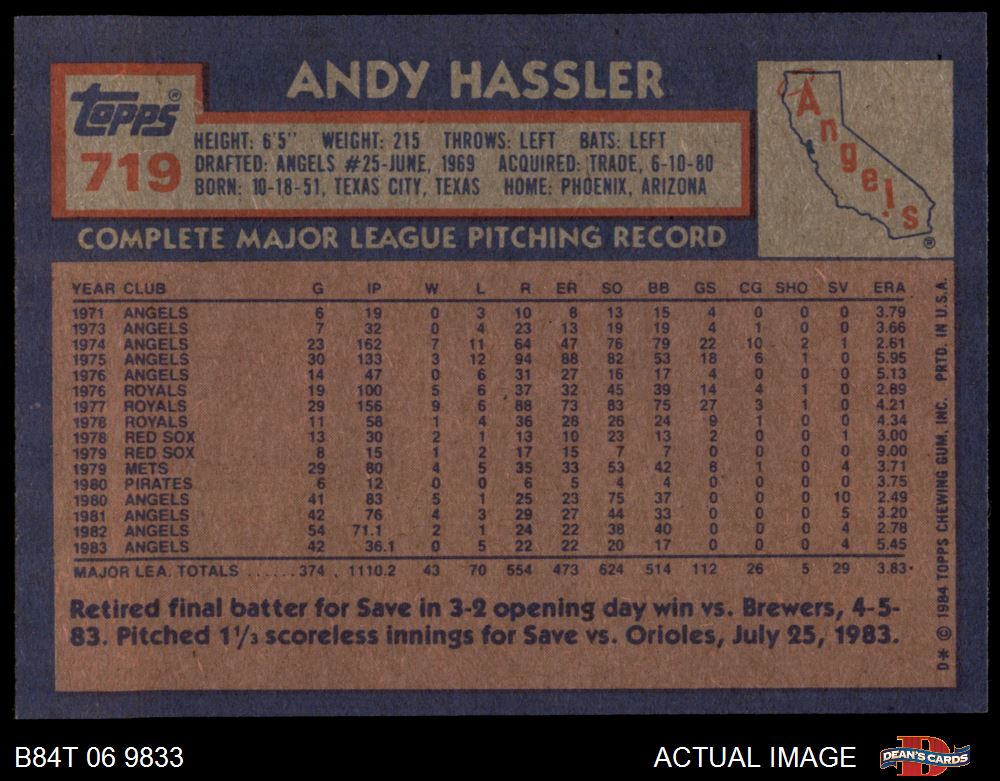 ANDY HASSLER
Topps®
719
HEIGHT: 6'5" WEIGHT: 215 THROWS: LEFT BATS: LEFT
DRAFTED: ANGELS #25-JUNE, 1969 ACQUIRED: TRADE, 6-10-80
BORN: 10-18-51, TEXAS CITY, TEXAS HOME: PHOENIX, ARIZONA
Angels
®
COMPLETE MAJOR LEAGUE PITCHING RECORD
YEAR CLUB G IP W L R ER SO BB GS CG SHO SV ERA
1971 ANGELS 6 19 0 3 10 8 13 15 4 0 0 0 3.79
1973 ANGELS 7 32 0 4 23 13 19 19 4 1 0 0 3.66
1974 ANGELS 23 162 7 11 64 47 76 79 22 10 2 1 2.61
1975 ANGELS 30 133 3 12 94 88 82 53 18 6 1 0 5.95
1976 ANGELS 14 47 0 6 31 27 16 17 4 0 0 0 5.13
1976 ROYALS 19 100 5 6 37 32 45 39 14 4 1 0 2.89
1977 ROYALS 29 156 9 6 88 73 83 75 27 3 1 0 4.21
1978 ROYALS 11 58 1 4 36 28 26 24 9 1 0 0 4.34
1978 RED SOX 13 30 2 1 13 10 23 13 2 0 0 1 3.00
1979 RED SOX 8 15 1 2 17 15 7 7 0 0 0 0 9.00
1979 METS 29 80 4 5 35 33 53 42 8 1 0 4 3.71
1980 PIRATES 6 12 0 0 6 5 4 4 0 0 0 0 3.75
1980 ANGELS 41 83 5 1 25 23 75 37 0 0 0 10 2.49
1981 ANGELS 42 76 4 3 29 27 44 33 0 0 0 5 3.20
1982 ANGELS 54 71.1 2 1 24 22 38 40 0 0 0 4 2.78
1983 ANGELS 42 36.1 0 5 22 22 20 17 0 0 0 4 5.45
MAJOR LEA. TOTALS ...... 374 1110.2 43 70 554 473 624 514 112 26 5 29 3.83
Retired final batter for Save in 3-2 opening day win vs. Brewers, 4-5-
83. Pitched 1⅓ scoreless innings for Save vs. Orioles, July 25, 1983.
D* © 1984 TOPPS CHEWING GUM, INC. PRTD. IN U.S.A.
B84T 06 9833 ACTUAL IMAGE DEAN'S CARDS